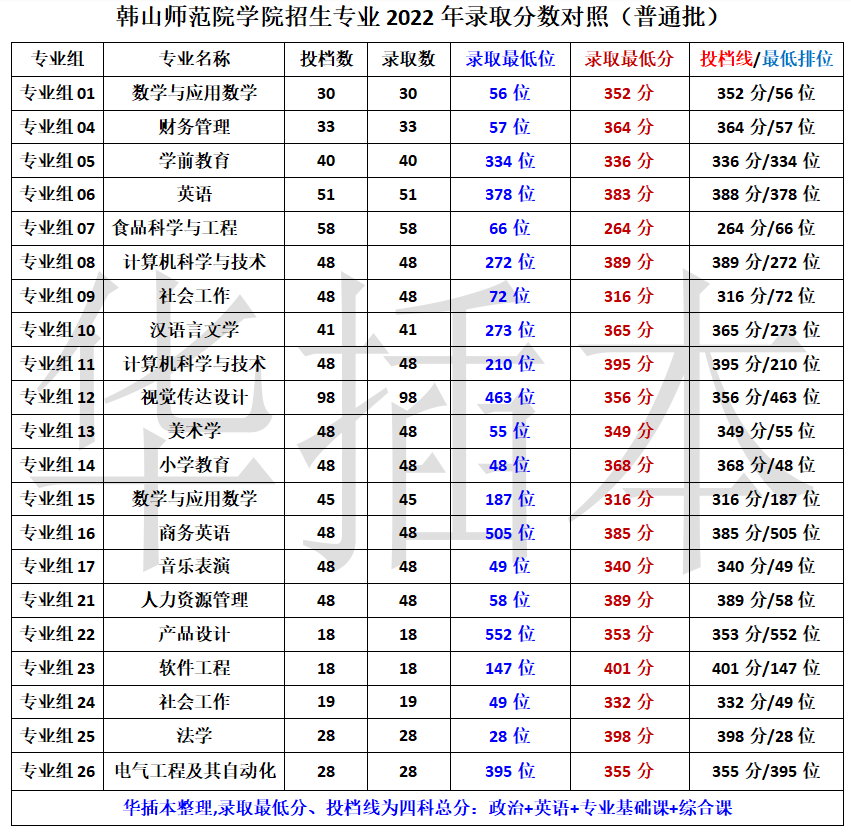 韩山师范院学院招生专业 2022 年录取分数对照（普通批）
专业组 专业名称 投档数 录取数 录取最低位 录取最低分 投档线/最低排位
专业组 01 数学与应用数学 30 30 56 位 352 分 352 分/56 位
专业组 04 财务管理 33 33 57 位 364 分 364 分/57 位
专业组 05 学前教育 40 40 334 位 336 分 336 分/334 位
专业组 06 英语 51 51 378 位 383 分 388 分/378 位
专业组 07 食品科学与工程 58 58 66 位 264 分 264 分/66 位
专业组 08 计算机科学与技术 48 48 272 位 389 分 389 分/272 位
专业组 09 社会工作 48 48 72 位 316 分 316 分/72 位
专业组 10 汉语言文学 41 41 273 位 365 分 365 分/273 位
专业组 11 计算机科学与技术 48 48 210 位 395 分 395 分/210 位
专业组 12 视觉传达设计 98 98 463 位 356 分 356 分/463 位
专业组 13 美术学 48 48 55 位 349 分 349 分/55 位
专业组 14 小学教育 48 48 48 位 368 分 368 分/48 位
专业组 15 数学与应用数学 45 45 187 位 316 分 316 分/187 位
专业组 16 商务英语 48 48 505 位 385 分 385 分/505 位
专业组 17 音乐表演 48 48 49 位 340 分 340 分/49 位
专业组 21 人力资源管理 48 48 58 位 389 分 389 分/58 位
专业组 22 产品设计 18 18 552 位 353 分 353 分/552 位
专业组 23 软件工程 18 18 147 位 401 分 401 分/147 位
专业组 24 社会工作 19 19 49 位 332 分 332 分/49 位
专业组 25 法学 28 28 28 位 398 分 398 分/28 位
专业组 26 电气工程及其自动化 28 28 395 位 355 分 355 分/395 位
华插本整理,录取最低分、投档线为四科总分：政治+英语+专业基础课+综合课
华插本